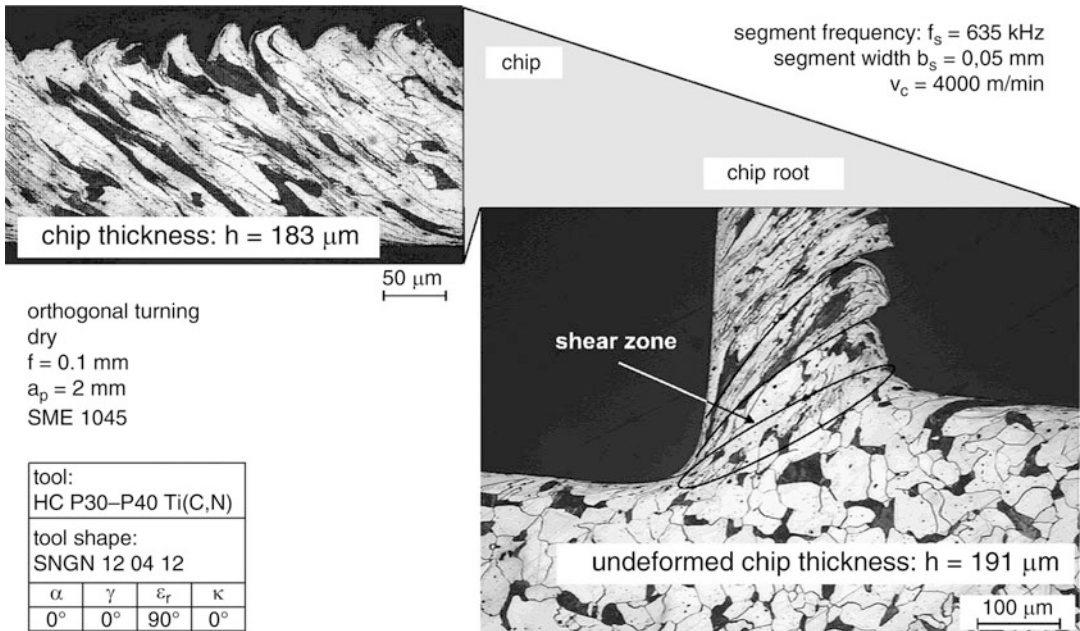 segment frequency: fₛ = 635 kHz
segment width bₛ = 0,05 mm
v꜀ = 4000 m/min
chip
chip root
chip thickness: h = 183 μm
50 μm
orthogonal turning
dry
f = 0.1 mm
aₚ = 2 mm
SME 1045
shear zone
tool:
HC P30–P40 Ti(C,N)
tool shape:
SNGN 12 04 12
α γ εᵣ κ
0° 0° 90° 0°
undeformed chip thickness: h = 191 μm
100 μm